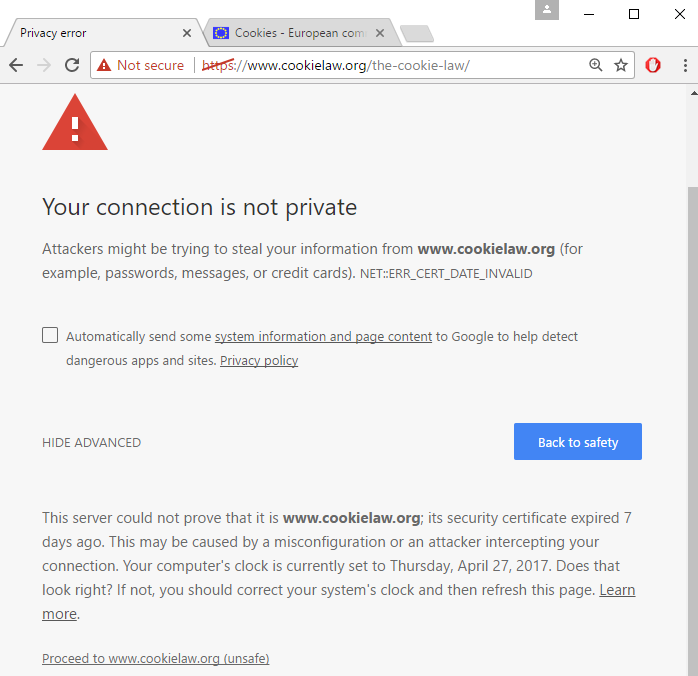 Privacy error
Cookies - European com
Not secure
https://www.cookielaw.org/the-cookie-law/
Your connection is not private
Attackers might be trying to steal your information from www.cookielaw.org (for
example, passwords, messages, or credit cards). NET::ERR_CERT_DATE_INVALID
Automatically send some system information and page content to Google to help detect
dangerous apps and sites. Privacy policy
HIDE ADVANCED
Back to safety
This server could not prove that it is www.cookielaw.org; its security certificate expired 7
days ago. This may be caused by a misconfiguration or an attacker intercepting your
connection. Your computer's clock is currently set to Thursday, April 27, 2017. Does that
look right? If not, you should correct your system's clock and then refresh this page. Learn
more.
Proceed to www.cookielaw.org (unsafe)